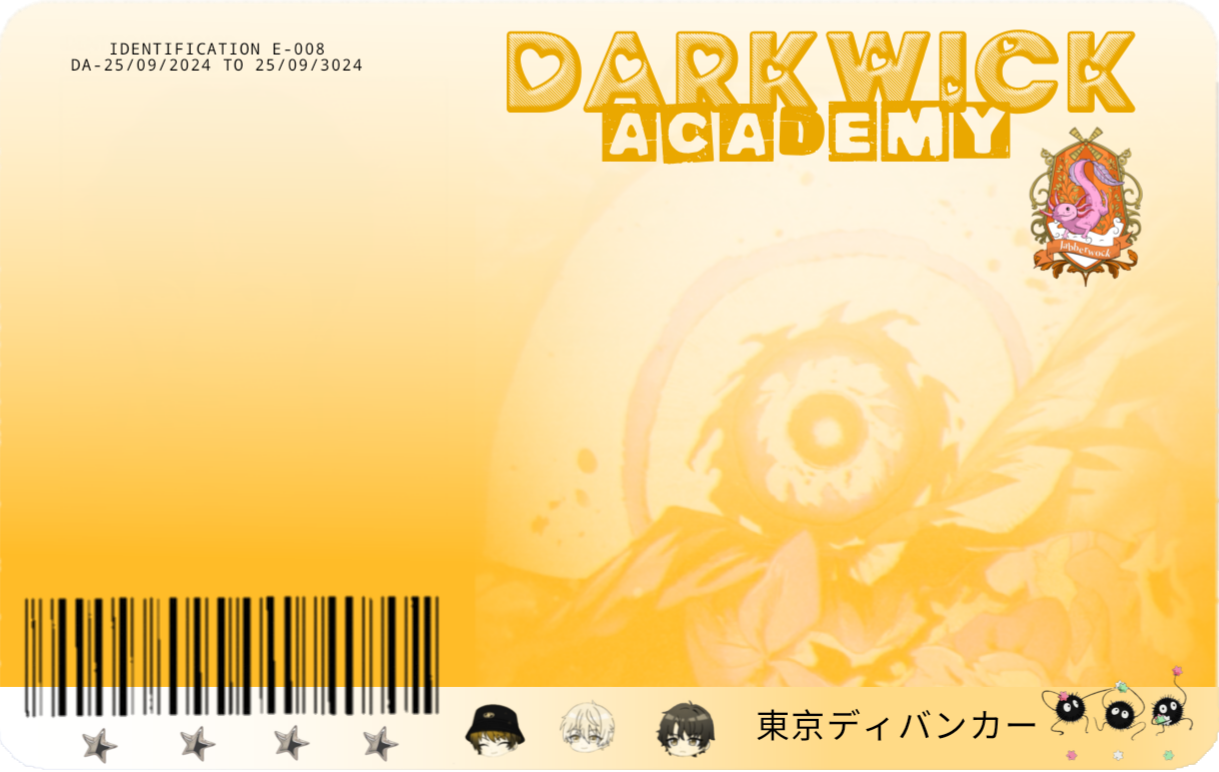 IDENTIFICATION E-008
DA-25/09/2024 TO 25/09/3024
DARKWICK
ACADEMY
Jabberwock
東京ディバンカー